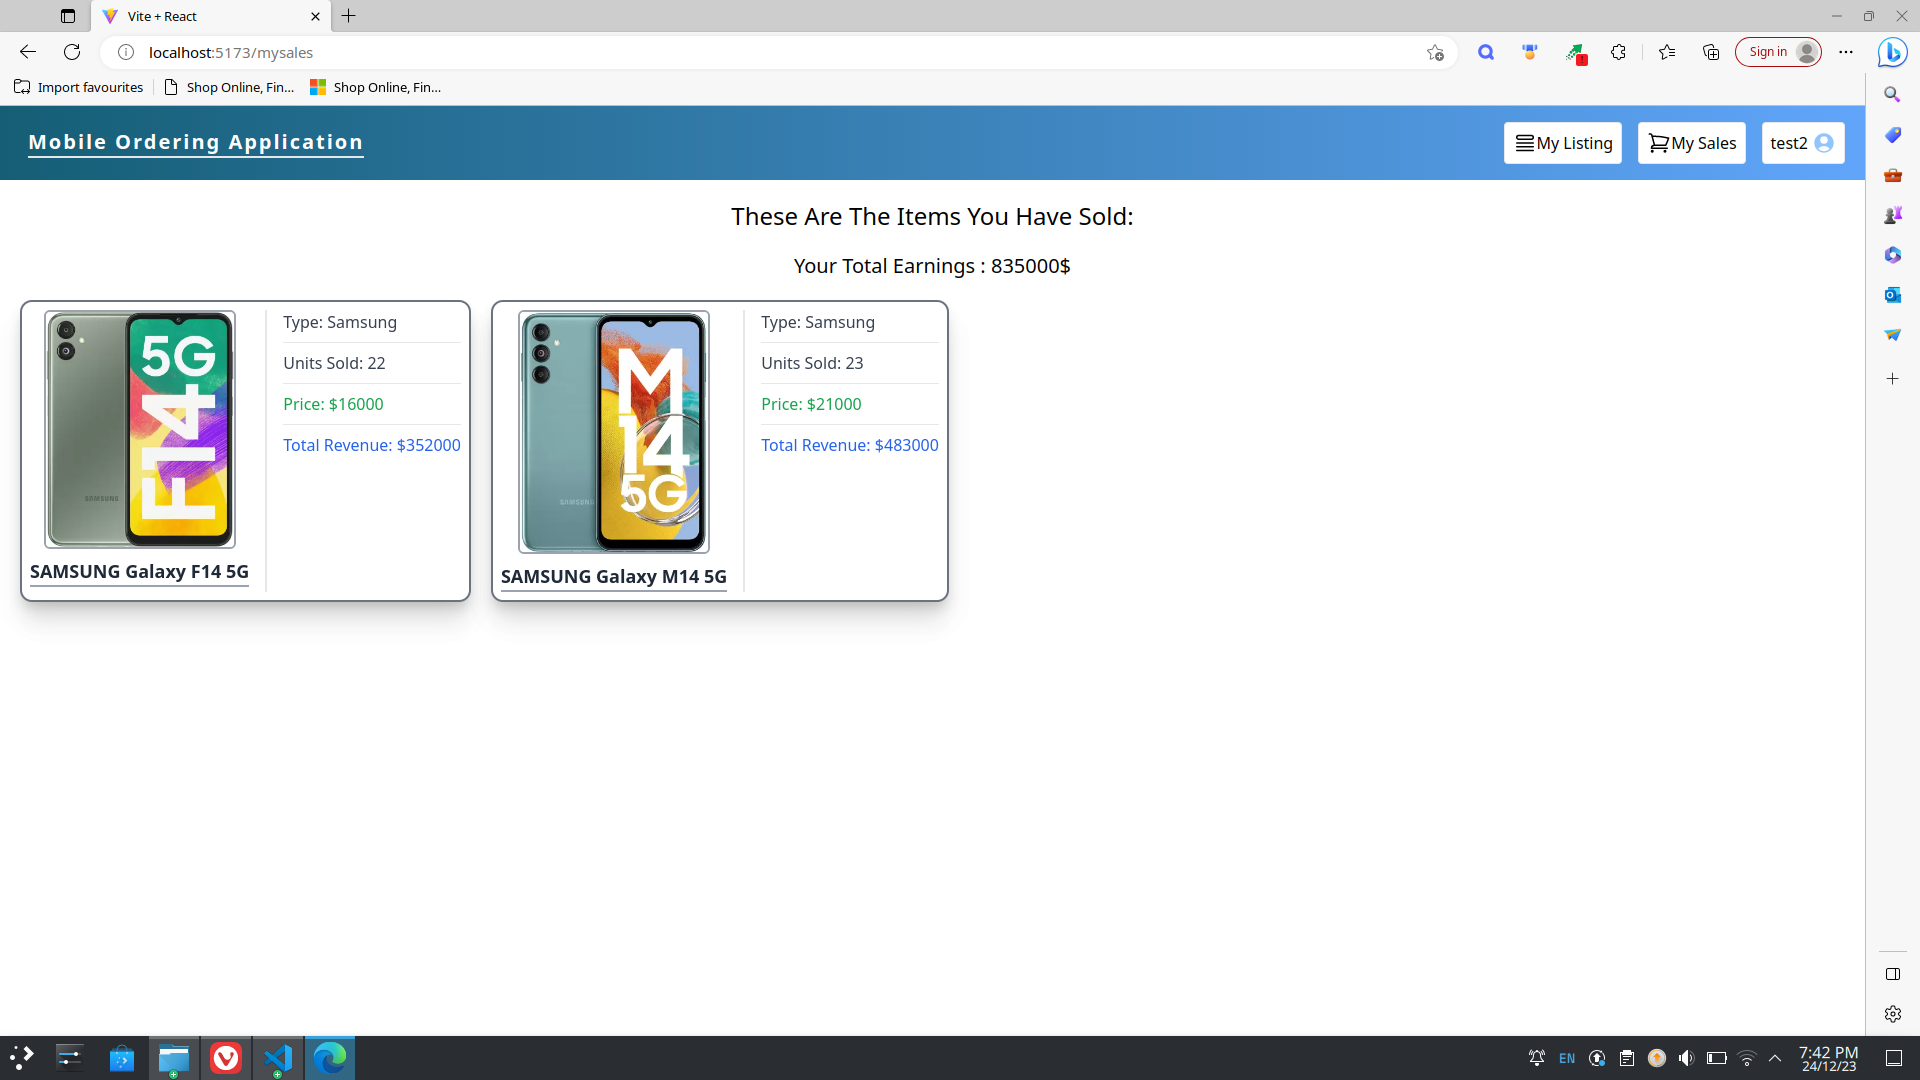 Vite + React
localhost:5173/mysales
Sign in
Import favourites
Shop Online, Fin...
Shop Online, Fin...
Mobile Ordering Application
My Listing
My Sales
test2
These Are The Items You Have Sold:
Your Total Earnings : 835000$
5G
F14
SAMSUNG
SAMSUNG Galaxy F14 5G
Type: Samsung
Units Sold: 22
Price: $16000
Total Revenue: $352000
M
14
5G
SAMSUNG
SAMSUNG Galaxy M14 5G
Type: Samsung
Units Sold: 23
Price: $21000
Total Revenue: $483000
EN
7:42 PM
24/12/23